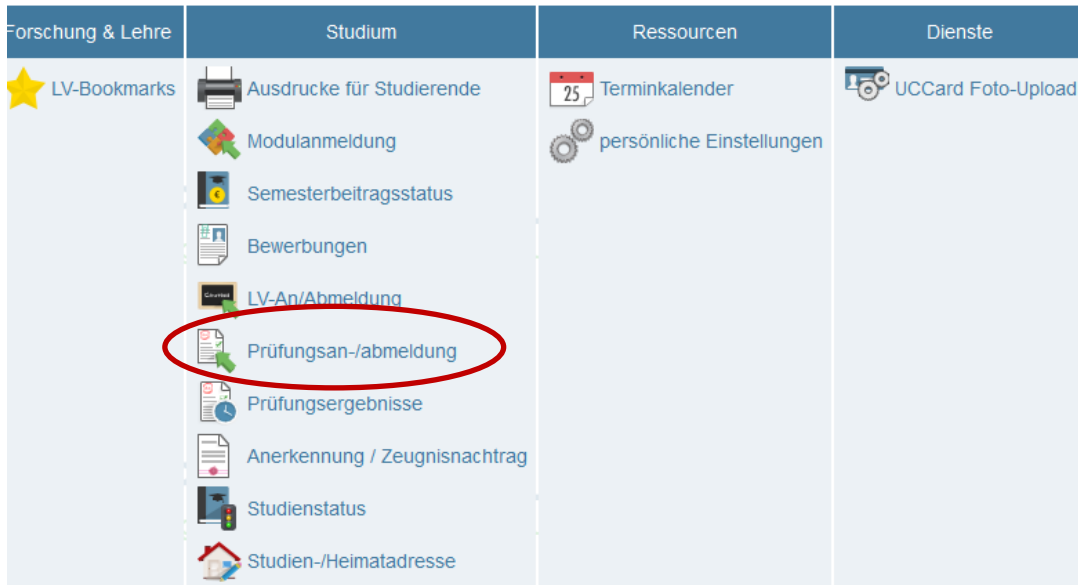 Forschung & Lehre
LV-Bookmarks
Studium
Ausdrucke für Studierende
Modulanmeldung
Semesterbeitragsstatus
Bewerbungen
LV-An/Abmeldung
Prüfungsan-/abmeldung
Prüfungsergebnisse
Anerkennung / Zeugnisnachtrag
Studienstatus
Studien-/Heimatadresse
Ressourcen
25
Terminkalender
persönliche Einstellungen
Dienste
UCCard Foto-Upload